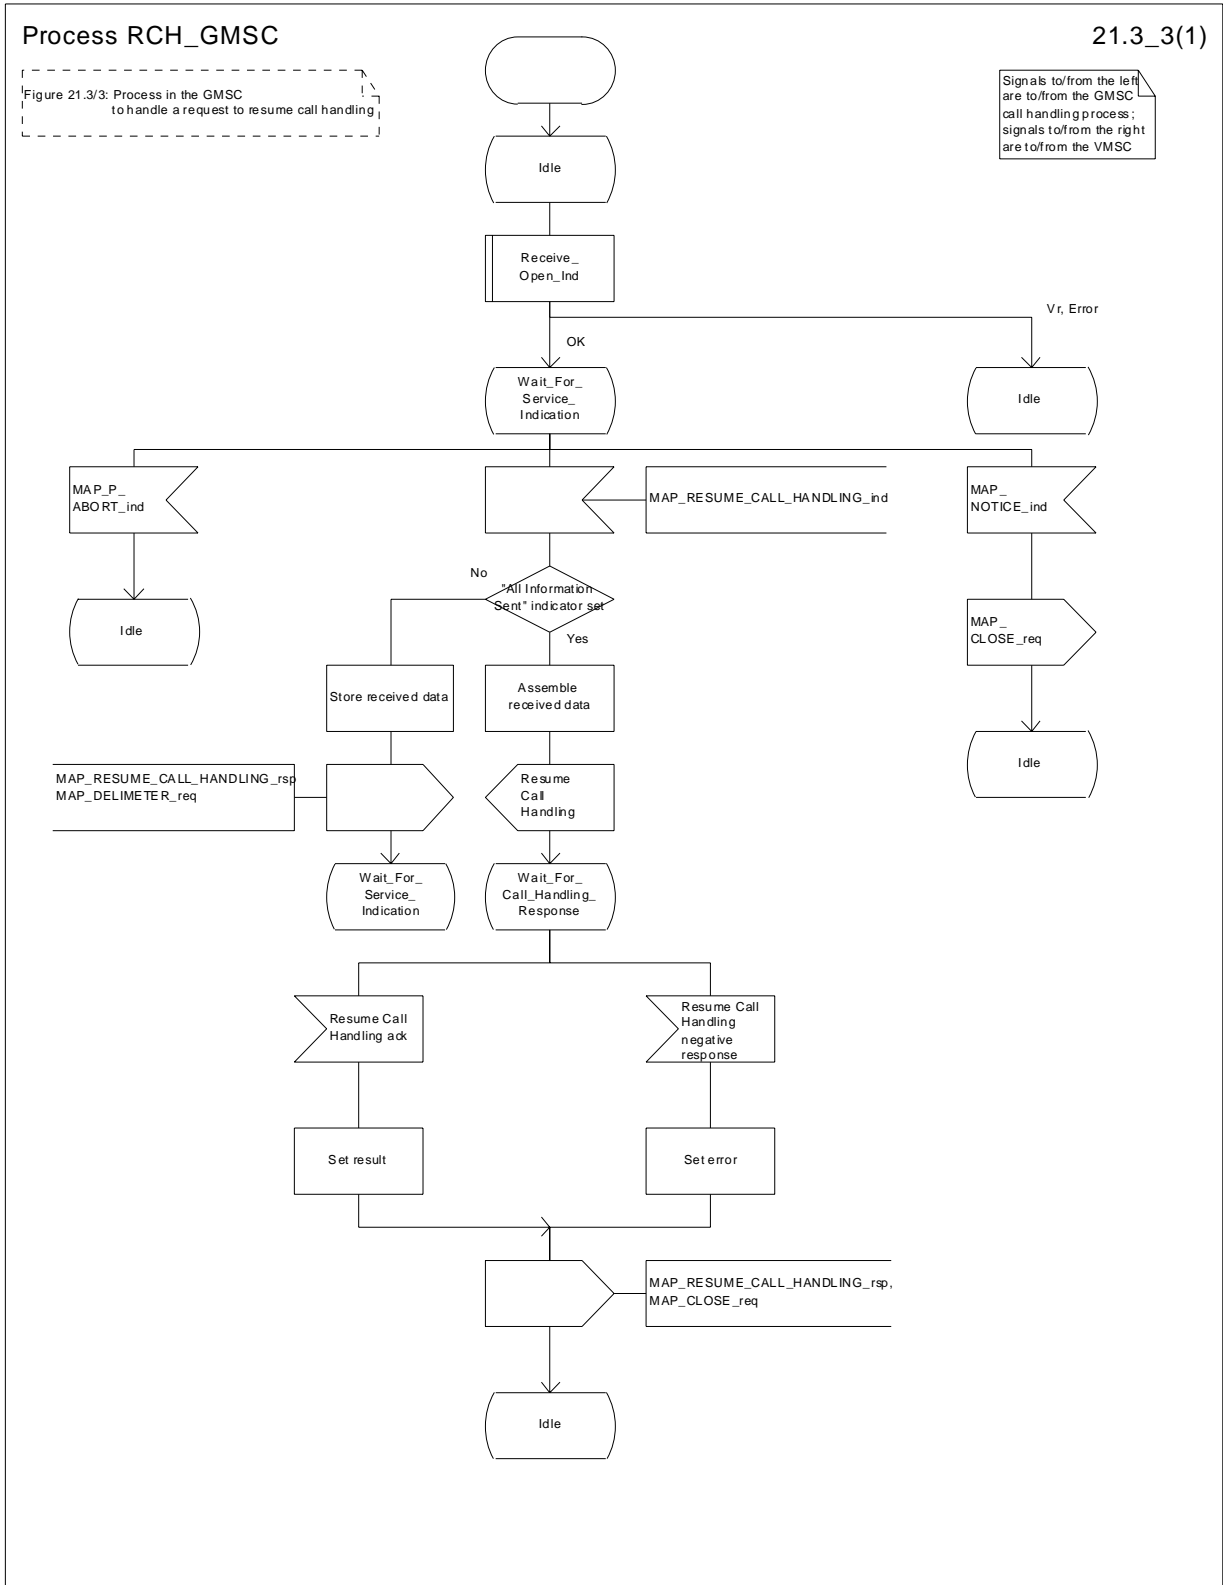 Process RCH_GMSC
21.3_3(1)
Figure 21.3/3: Process in the GMSC
to handle a request to resume call handling
Signals to/from the left
are to/from the GMSC
call handling process;
signals to/from the right
are to/from the VMSC
Idle
Receive_
Open_Ind
Vr, Error
OK
Wait_For_
Service_
Indication
Idle
MAP_P_
ABORT_ind
MAP_RESUME_CALL_HANDLING_ind
MAP_
NOTICE_ind
No
"All Information
Sent" indicator set
Yes
Idle
MAP_
CLOSE_req
Store received data
Assemble
received data
Idle
MAP_RESUME_CALL_HANDLING_rsp
MAP_DELIMETER_req
Resume
Call
Handling
Wait_For_
Service_
Indication
Wait_For_
Call_Handling_
Response
Resume Call
Handling ack
Resume Call
Handling
negative
response
Set result
Set error
MAP_RESUME_CALL_HANDLING_rsp,
MAP_CLOSE_req
Idle